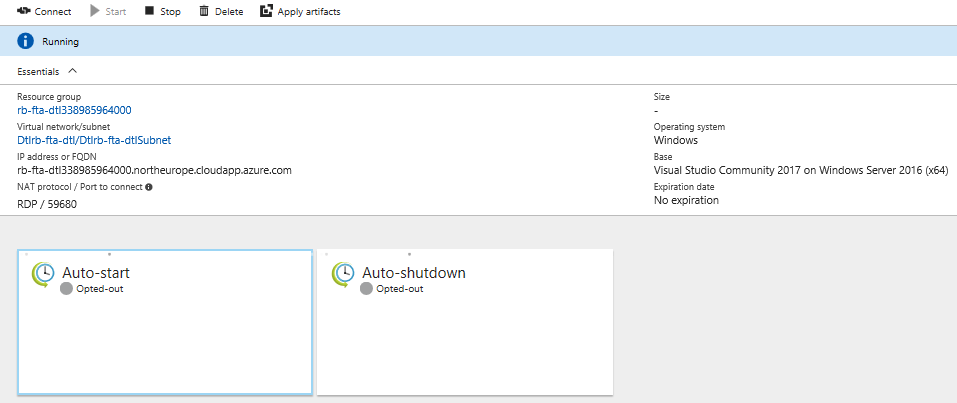 Connect Start Stop Delete Apply artifacts
Running
Essentials
Resource group Size
rb-fta-dtl338985964000 -
Virtual network/subnet Operating system
Dtlrb-fta-dtl/Dtlrb-fta-dtlSubnet Windows
IP address or FQDN Base
rb-fta-dtl338985964000.northeurope.cloudapp.azure.com Visual Studio Community 2017 on Windows Server 2016 (x64)
NAT protocol / Port to connect Expiration date
RDP / 59680 No expiration
Auto-start Auto-shutdown
Opted-out Opted-out